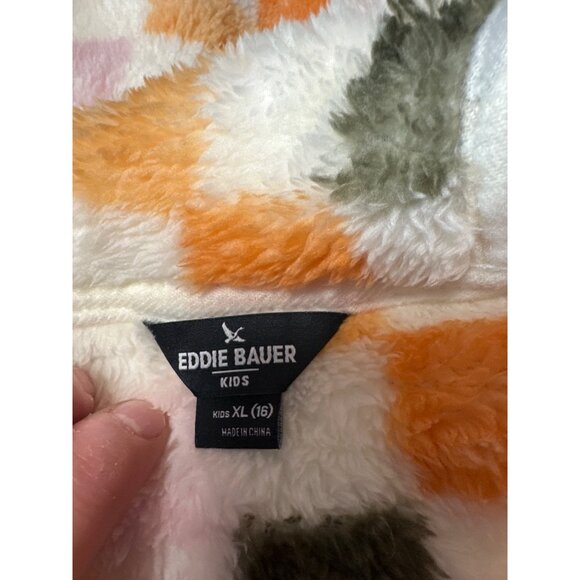 EDDIE BAUER
KIDS
KIDS XL (16)
MADE IN CHINA